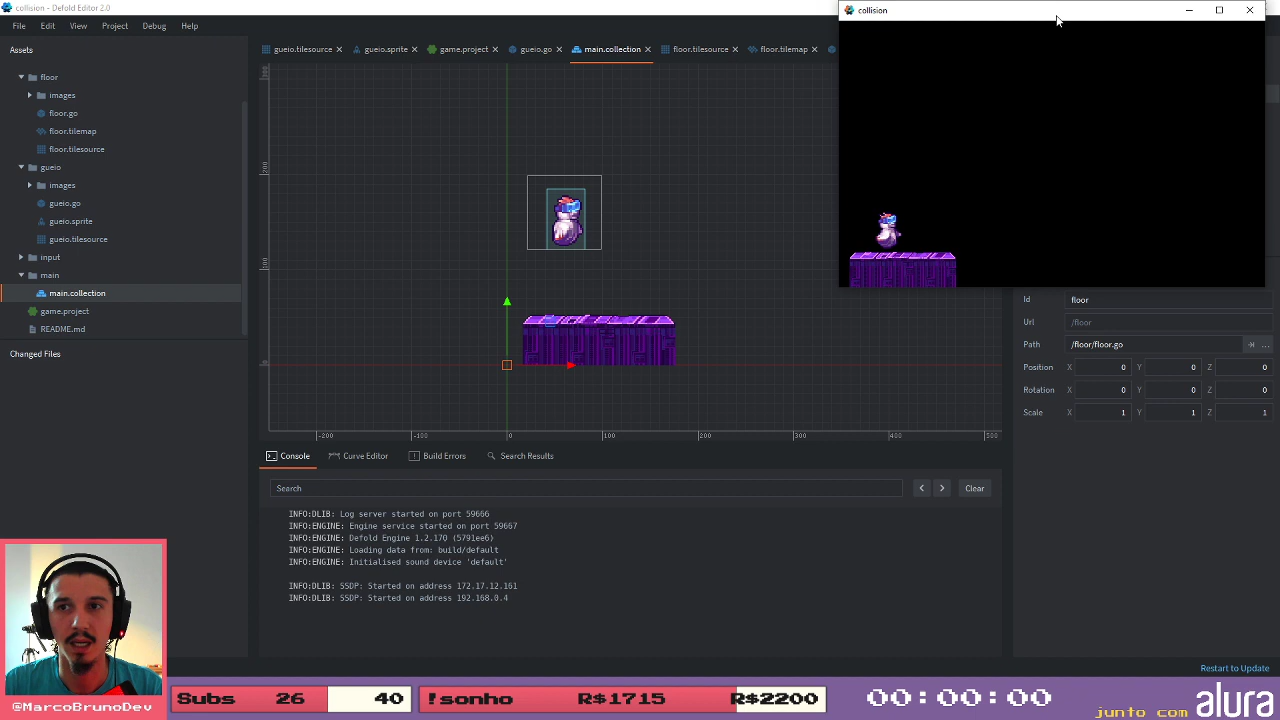 collision - Defold Editor 2.0
File Edit View Project Debug Help
Assets
floor
images
floor.go
floor.tilemap
floor.tilesource
gueio
images
gueio.go
gueio.sprite
gueio.tilesource
input
main
main.collection
game.project
README.md
Changed Files
gueio.tilesource
gueio.sprite
game.project
gueio.go
main.collection
floor.tilesource
floor.tilemap
collision
200
100
0
-200 -100 0 100 200 300 400 500
Id floor
Url /floor
Path /floor/floor.go ...
Position X 0 Y 0 Z 0
Rotation X 0 Y 0 Z 0
Scale X 1 Y 1 Z 1
Console Curve Editor Build Errors Search Results
Search
Clear
INFO:DLIB: Log server started on port 59666
INFO:ENGINE: Engine service started on port 59667
INFO:ENGINE: Defold Engine 1.2.170 (5791ee6)
INFO:ENGINE: Loading data from: build/default
INFO:ENGINE: Initialised sound device 'default'
INFO:DLIB: SSDP: Started on address 172.17.12.161
INFO:DLIB: SSDP: Started on address 192.168.0.4
Restart to Update
@MarcoBrunoDev
Subs 26 40
!sonho R$1715 R$2200
00:00:00
junto com alura